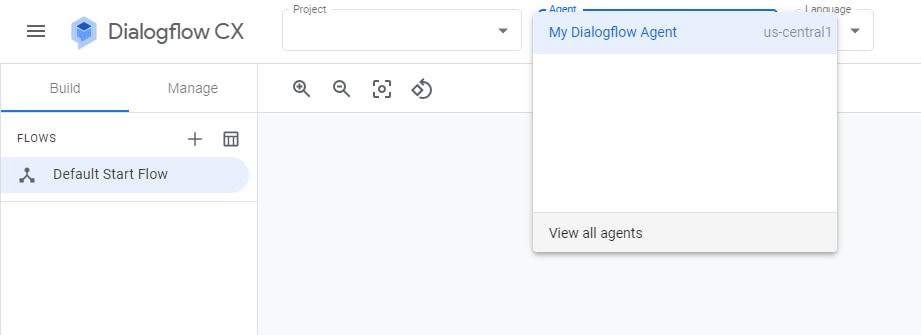 Project
Agent
Language
Dialogflow CX
My Dialogflow Agent us-central1
Build Manage
FLOWS
Default Start Flow
View all agents